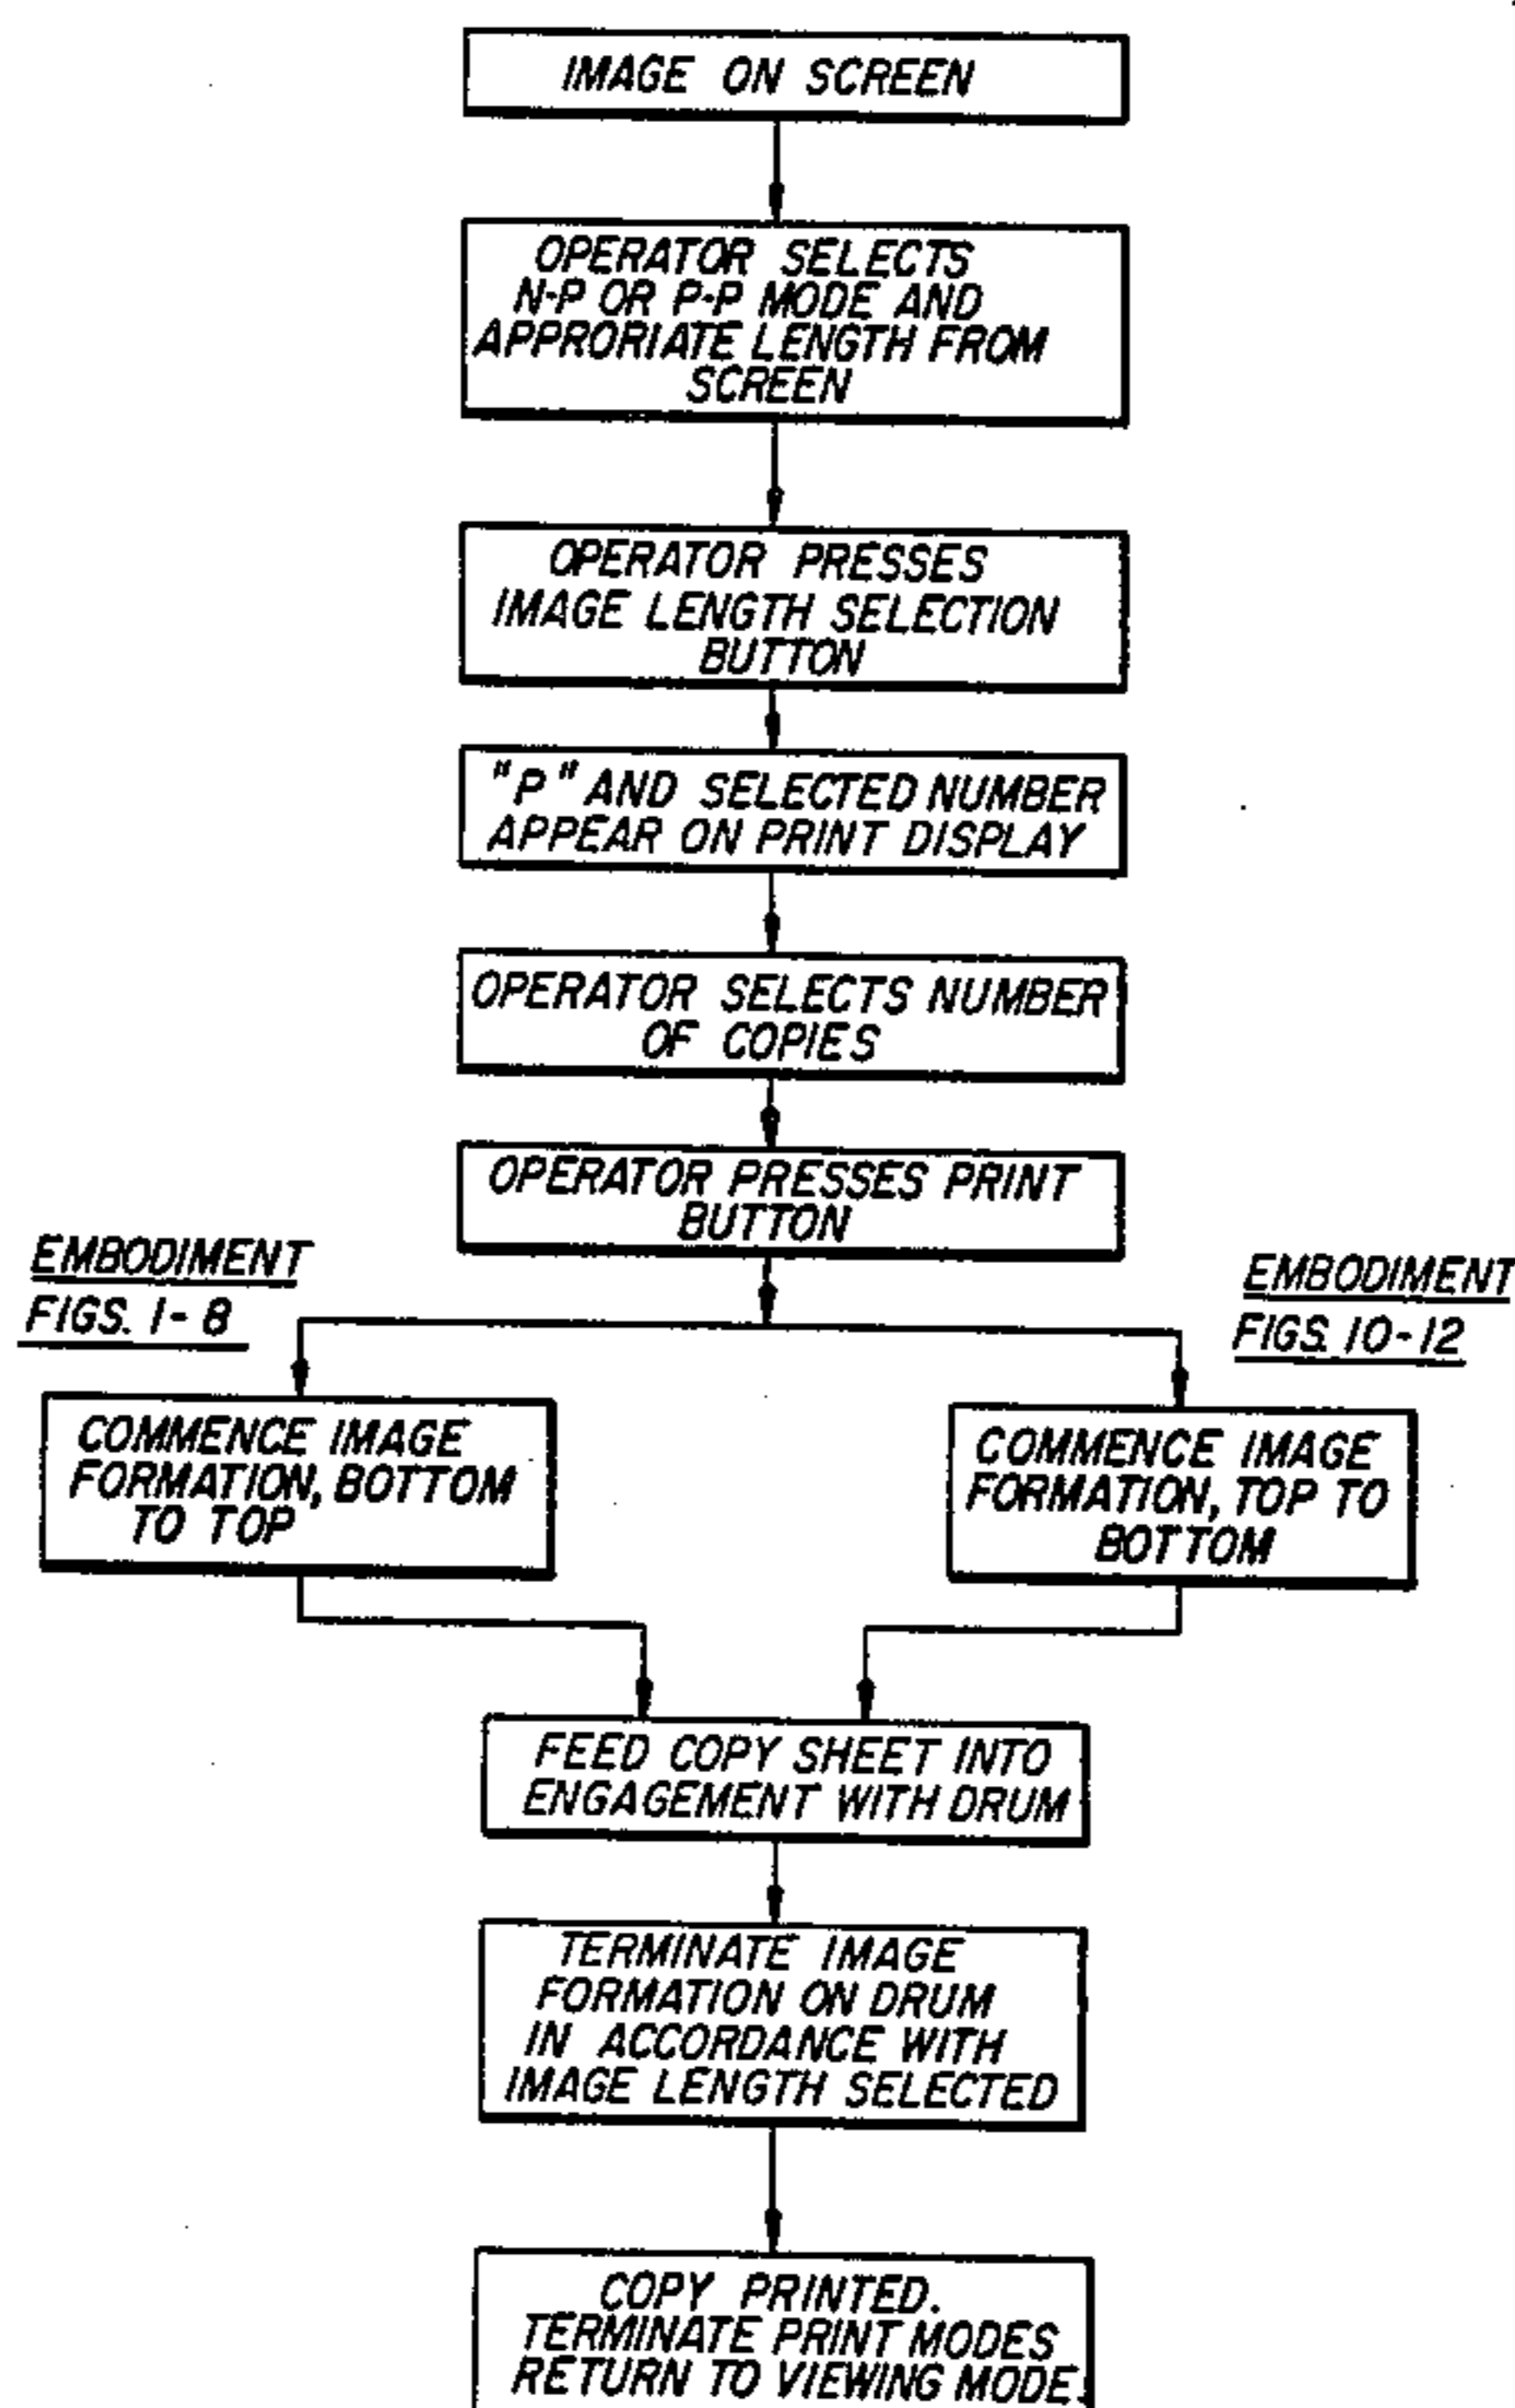 IMAGE ON SCREEN
OPERATOR SELECTS
N-P OR P-P MODE AND
APPRORIATE LENGTH FROM
SCREEN
OPERATOR PRESSES
IMAGE LENGTH SELECTION
BUTTON
"P" AND SELECTED NUMBER
APPEAR ON PRINT DISPLAY
OPERATOR SELECTS NUMBER
OF COPIES
OPERATOR PRESSES PRINT
BUTTON
EMBODIMENT
FIGS. 1-8
EMBODIMENT
FIGS. 10-12
COMMENCE IMAGE
FORMATION, BOTTOM
TO TOP
COMMENCE IMAGE
FORMATION, TOP TO
BOTTOM
FEED COPY SHEET INTO
ENGAGEMENT WITH DRUM
TERMINATE IMAGE
FORMATION ON DRUM
IN ACCORDANCE WITH
IMAGE LENGTH SELECTED
COPY PRINTED.
TERMINATE PRINT MODES
RETURN TO VIEWING MODE.